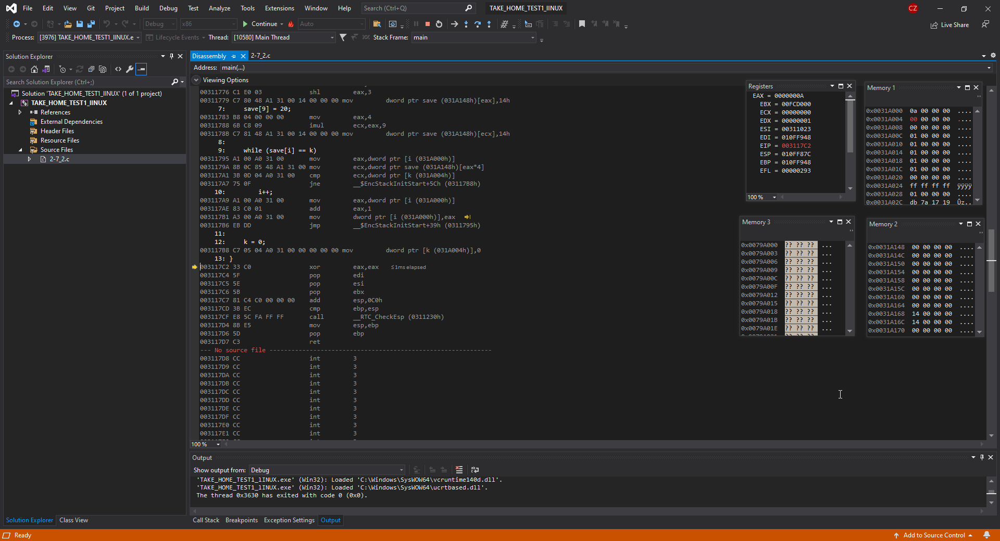 File Edit View Git Project Build Debug Test Analyze Tools Extensions Window Help Search (Ctrl+Q) TAKE_HOME_TEST1_lINUX CZ
Debug x86 Continue Auto Live Share
Process: [3976] TAKE_HOME_TEST1_lINUX.e Lifecycle Events Thread: [10580] Main Thread Stack Frame: main
Solution Explorer
Search Solution Explorer (Ctrl+;)
Solution 'TAKE_HOME_TEST1_lINUX' (1 of 1 project)
TAKE_HOME_TEST1_lINUX
References
External Dependencies
Header Files
Resource Files
Source Files
2-7_2.c
Solution Explorer Class View
Disassembly 2-7_2.c
Address: main(...)
Viewing Options
00311776 C1 E0 03 shl eax,3
00311779 C7 80 48 A1 31 00 14 00 00 00 mov dword ptr save (031A148h)[eax],14h
7: save[9] = 20;
00311783 B8 04 00 00 00 mov eax,4
00311788 6B C8 09 imul ecx,eax,9
0031178B C7 81 48 A1 31 00 14 00 00 00 mov dword ptr save (031A148h)[ecx],14h
8:
9: while (save[i] == k)
00311795 A1 00 A0 31 00 mov eax,dword ptr [i (031A000h)]
0031179A 8B 0C 85 48 A1 31 00 mov ecx,dword ptr save (031A148h)[eax*4]
003117A1 3B 0D 04 A0 31 00 cmp ecx,dword ptr [k (031A004h)]
003117A7 75 0F jne __$EncStackInitStart+5Ch (03117B8h)
10: i++;
003117A9 A1 00 A0 31 00 mov eax,dword ptr [i (031A000h)]
003117AE 83 C0 01 add eax,1
003117B1 A3 00 A0 31 00 mov dword ptr [i (031A000h)],eax
003117B6 EB DD jmp __$EncStackInitStart+39h (0311795h)
11:
12: k = 0;
003117B8 C7 05 04 A0 31 00 00 00 00 00 mov dword ptr [k (031A004h)],0
13: }
003117C2 33 C0 xor eax,eax ≤1ms elapsed
003117C4 5F pop edi
003117C5 5E pop esi
003117C6 5B pop ebx
003117C7 81 C4 C0 00 00 00 add esp,0C0h
003117CD 3B EC cmp ebp,esp
003117CF E8 5C FA FF FF call __RTC_CheckEsp (0311230h)
003117D4 8B E5 mov esp,ebp
003117D6 5D pop ebp
003117D7 C3 ret
--- No source file -------------------------------------------------------------
003117D8 CC int 3
003117D9 CC int 3
003117DA CC int 3
003117DB CC int 3
003117DC CC int 3
003117DD CC int 3
003117DE CC int 3
003117DF CC int 3
003117E0 CC int 3
003117E1 CC int 3
100 %
Registers
EAX = 0000000A
EBX = 00FCD000
ECX = 00000000
EDX = 00000001
ESI = 00311023
EDI = 010FF948
EIP = 003117C2
ESP = 010FF87C
EBP = 010FF948
EFL = 00000293
100 %
Memory 1
0x0031A000 0a 00 00 00 ....
0x0031A004 00 00 00 00 ....
0x0031A008 00 00 00 00 ....
0x0031A00C 01 00 00 00 ....
0x0031A010 01 00 00 00 ....
0x0031A014 01 00 00 00 ....
0x0031A018 01 00 00 00 ....
0x0031A01C 01 00 00 00 ....
0x0031A020 00 00 00 00 ....
0x0031A024 ff ff ff ff ÿÿÿÿ
0x0031A028 01 00 00 00 ....
0x0031A02C db 7a 17 19 Ûz..
Memory 3
0x0079A000 ?? ?? ?? ...
0x0079A003 ?? ?? ?? ...
0x0079A006 ?? ?? ?? ...
0x0079A009 ?? ?? ?? ...
0x0079A00C ?? ?? ?? ...
0x0079A00F ?? ?? ?? ...
0x0079A012 ?? ?? ?? ...
0x0079A015 ?? ?? ?? ...
0x0079A018 ?? ?? ?? ...
0x0079A01B ?? ?? ?? ...
0x0079A01E ?? ?? ?? ...
Memory 2
0x0031A148 00 00 00 00 ....
0x0031A14C 00 00 00 00 ....
0x0031A150 00 00 00 00 ....
0x0031A154 00 00 00 00 ....
0x0031A158 00 00 00 00 ....
0x0031A15C 00 00 00 00 ....
0x0031A160 00 00 00 00 ....
0x0031A164 00 00 00 00 ....
0x0031A168 14 00 00 00 ....
0x0031A16C 14 00 00 00 ....
0x0031A170 00 00 00 00 ....
Output
Show output from: Debug
'TAKE_HOME_TEST1_lINUX.exe' (Win32): Loaded 'C:\Windows\SysWOW64\vcruntime140d.dll'.
'TAKE_HOME_TEST1_lINUX.exe' (Win32): Loaded 'C:\Windows\SysWOW64\ucrtbased.dll'.
The thread 0x3630 has exited with code 0 (0x0).
Call Stack Breakpoints Exception Settings Output
Ready Add to Source Control